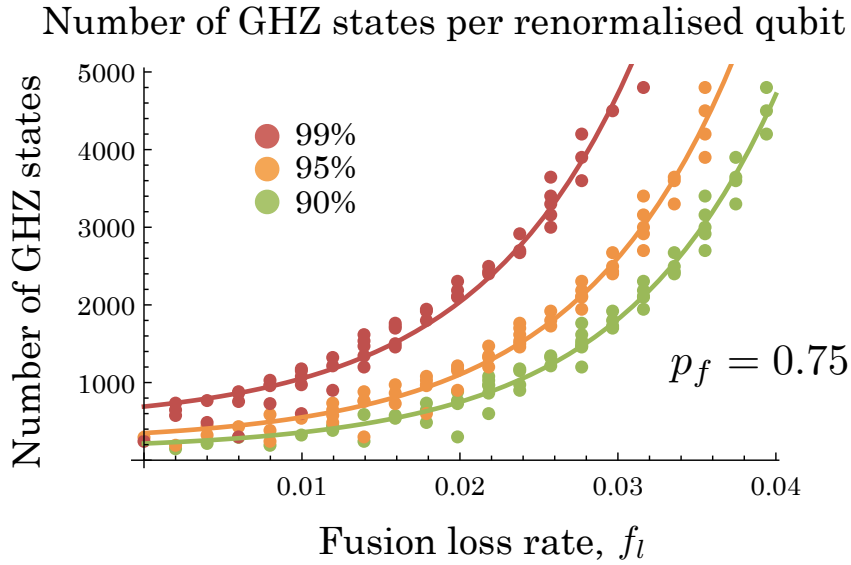 Number of GHZ states per renormalised qubit
Number of GHZ states
5000
4000
3000
2000
1000
99%
95%
90%
p_f = 0.75
0.01 0.02 0.03 0.04
Fusion loss rate, f_l